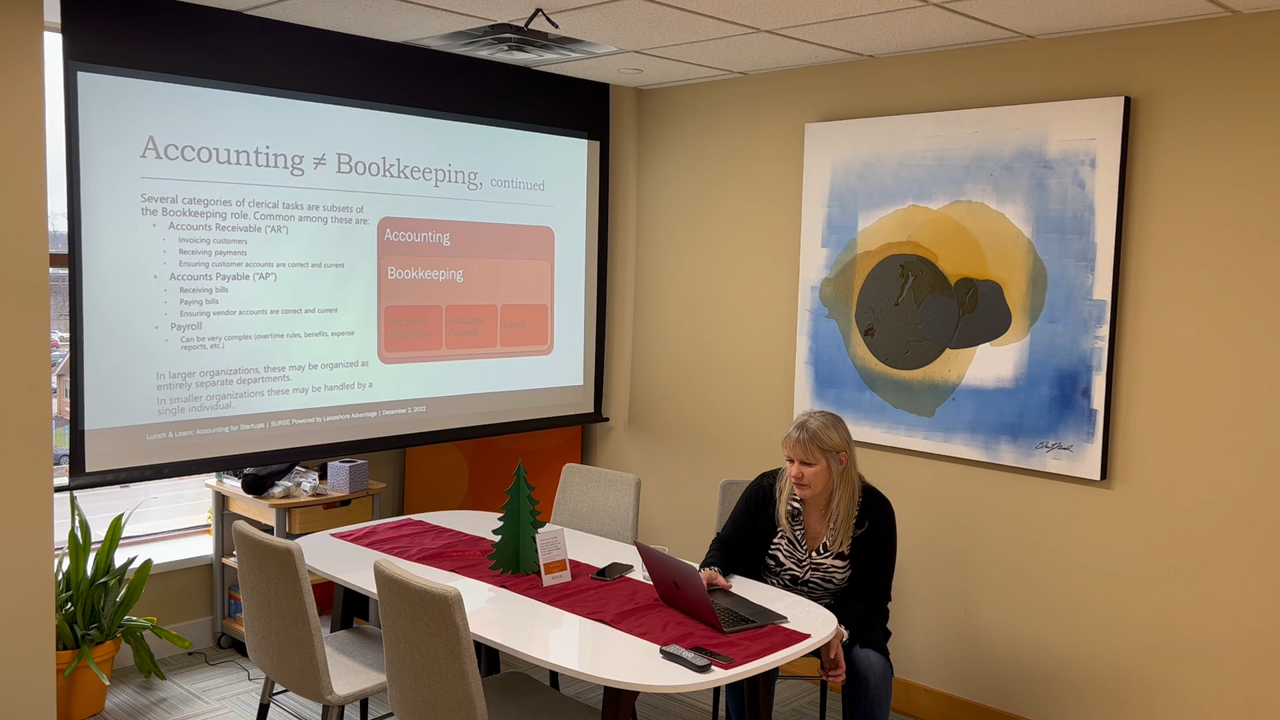 Accounting ≠ Bookkeeping, continued
Several categories of clerical tasks are subsets of
the Bookkeeping role. Common among these are:
• Accounts Receivable ("AR")
• Invoicing customers
• Receiving payments
• Ensuring customer accounts are correct and current
• Accounts Payable ("AP")
• Receiving bills
• Paying bills
• Ensuring vendor accounts are correct and current
• Payroll
• Can be very complex (overtime rules, benefits, expense
reports, etc.)
In larger organizations, these may be organized as
entirely separate departments.
In smaller organizations these may be handled by a
single individual.
Accounting
Bookkeeping
Accounts
Receivable
Accounts
Payable
Payroll
Lunch & Learn: Accounting for Startups | SURGE Powered by Lakeshore Advantage | December 2, 2022